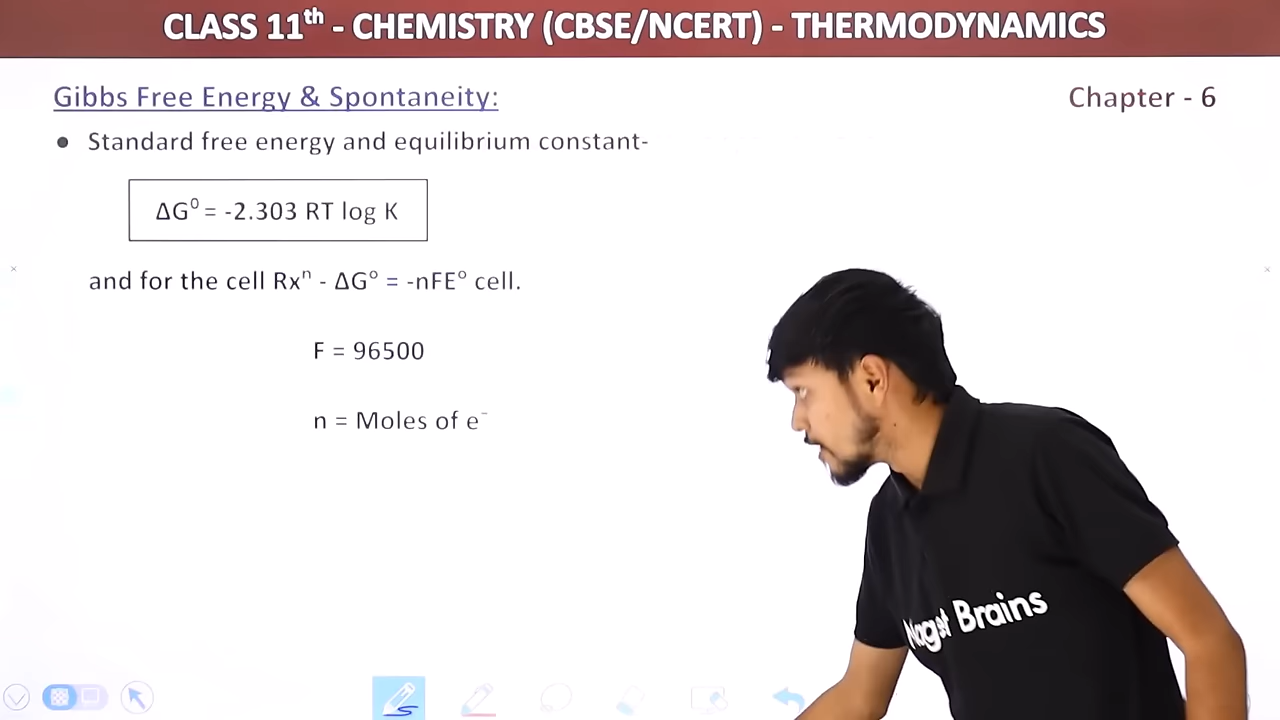 CLASS 11th - CHEMISTRY (CBSE/NCERT) - THERMODYNAMICS
Gibbs Free Energy & Spontaneity:
Chapter - 6
• Standard free energy and equilibrium constant-
ΔG⁰ = -2.303 RT log K
and for the cell Rxⁿ - ΔG° = -nFE° cell.
F = 96500
n = Moles of e⁻
Magnet Brains